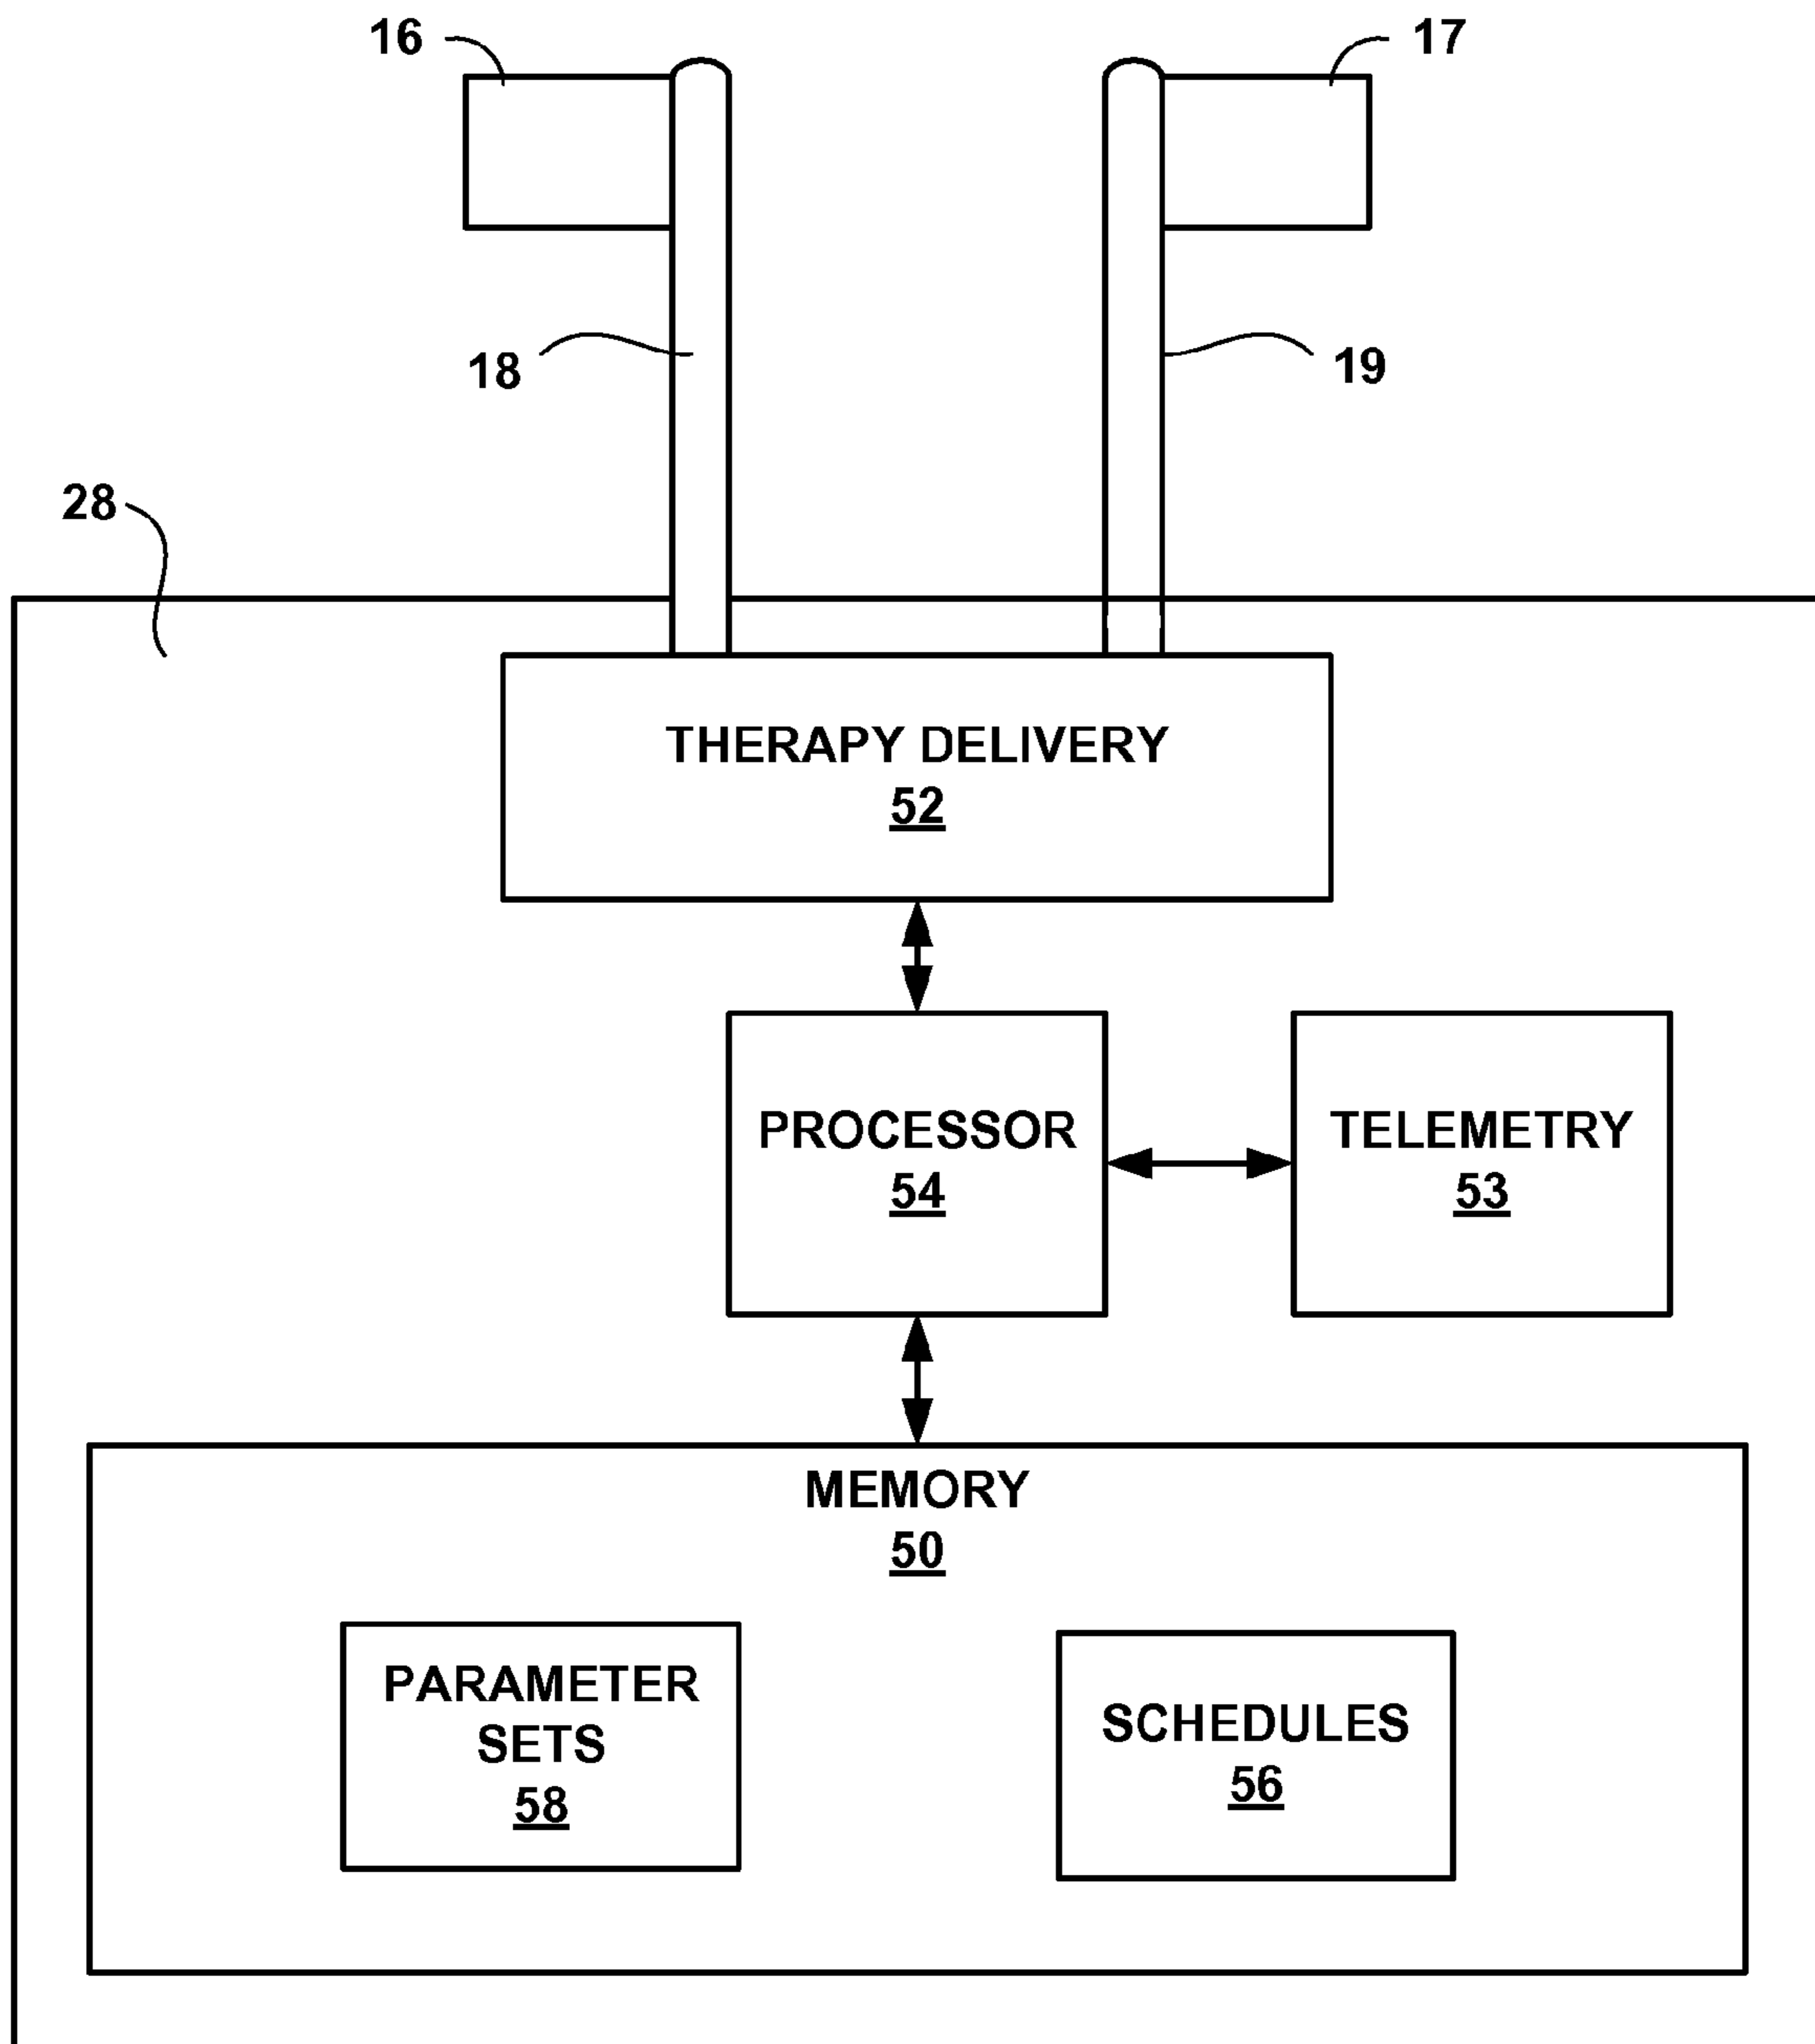 16
17
18
19
28
THERAPY DELIVERY
52
PROCESSOR
54
TELEMETRY
53
MEMORY
50
PARAMETER
SETS
58
SCHEDULES
56